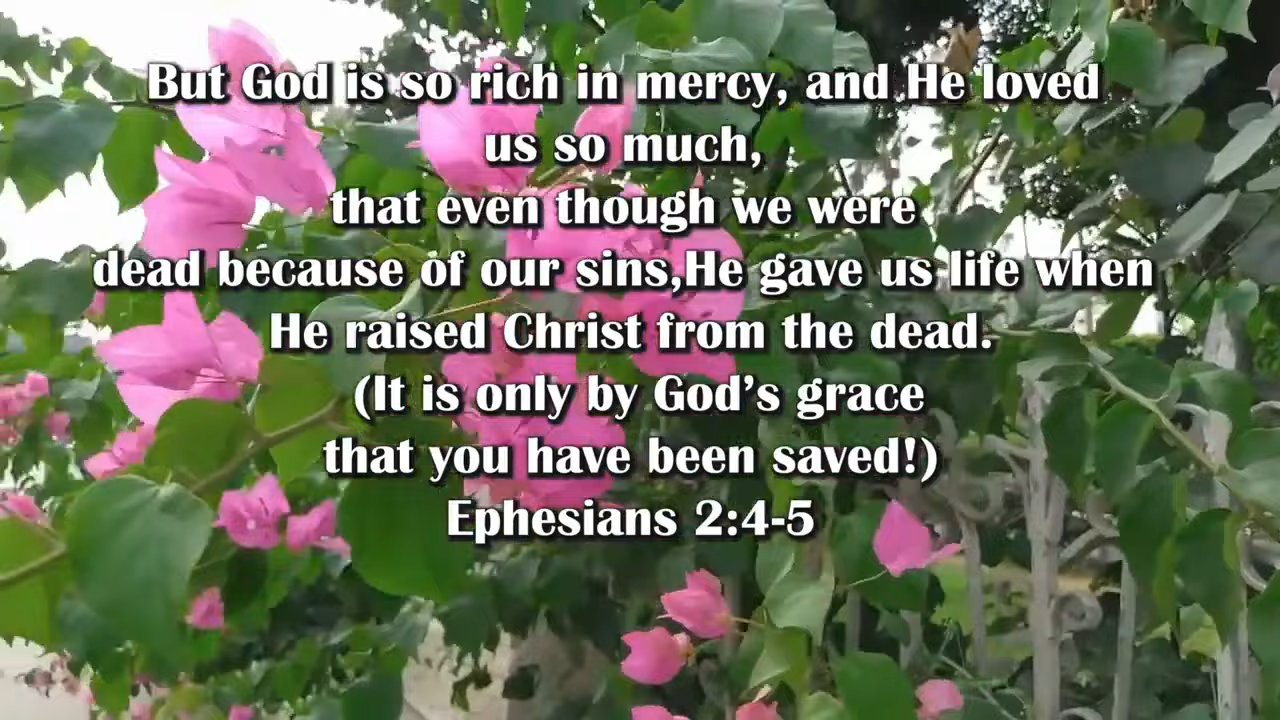 But God is so rich in mercy, and He loved
us so much,
that even though we were
dead because of our sins,He gave us life when
He raised Christ from the dead.
(It is only by God’s grace
that you have been saved!)
Ephesians 2:4-5